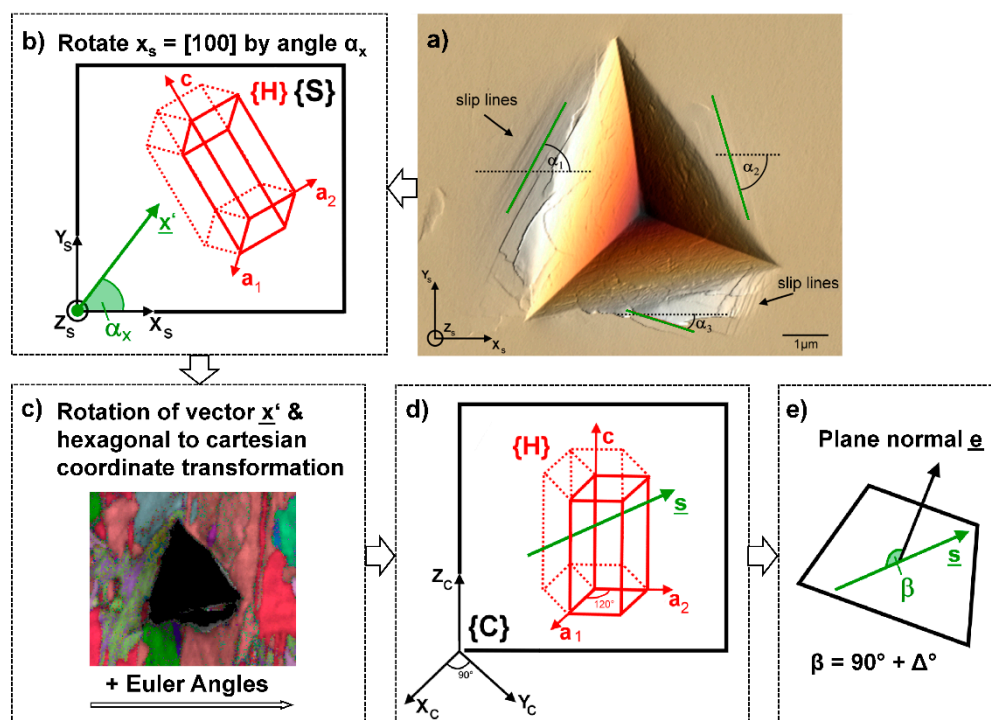 b) Rotate xs = [100] by angle αx
{H} {S}
c
a2
a1
x'
YS
ZS
αx
XS
a)
slip lines
α1
α2
slip lines
α3
Ys
Zs
Xs
1µm
c) Rotation of vector x' &
hexagonal to cartesian
coordinate transformation
+ Euler Angles
d)
{H}
c
s
a2
120°
a1
ZC
{C}
90°
XC
YC
e)
Plane normal e
s
β
β = 90° + Δ°